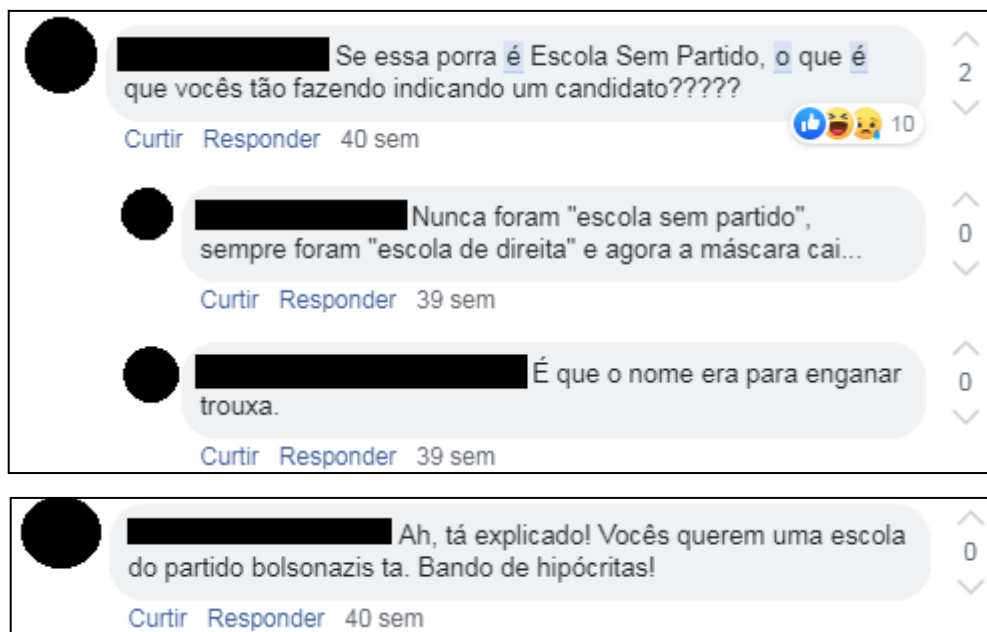 Se essa porra é Escola Sem Partido, o que é
2
que vocês tão fazendo indicando um candidato?????
10
Curtir Responder 40 sem
Nunca foram "escola sem partido",
0
sempre foram "escola de direita" e agora a máscara cai...
Curtir Responder 39 sem
É que o nome era para enganar
0
trouxa.
Curtir Responder 39 sem
Ah, tá explicado! Vocês querem uma escola
0
do partido bolsonazis ta. Bando de hipócritas!
Curtir Responder 40 sem